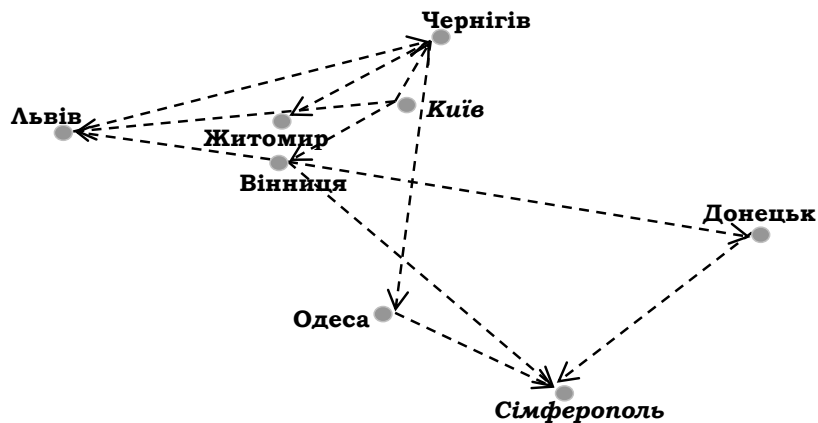 Чернігів
Львів
Київ
Житомир
Вінниця
Донецьк
Одеса
Сімферополь